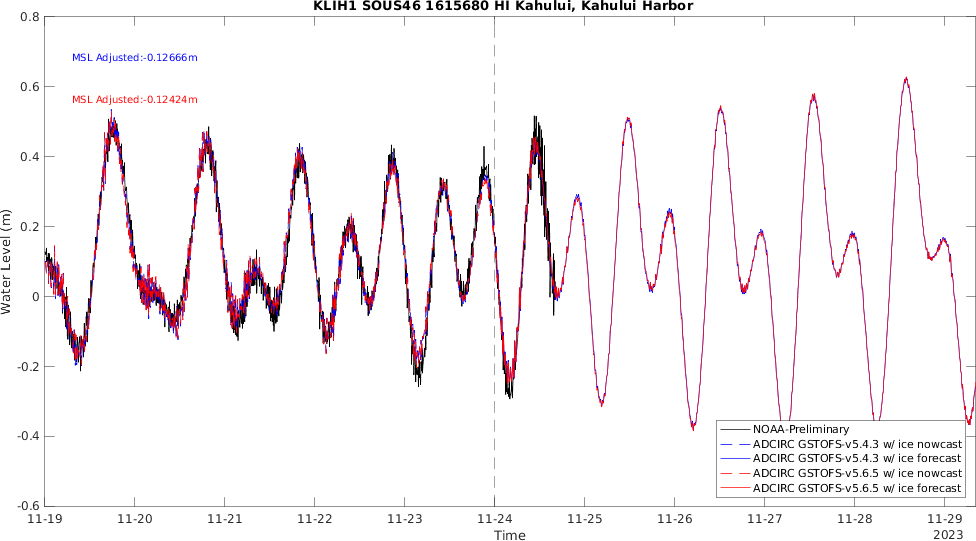 KLIH1 SOUS46 1615680 HI Kahului, Kahului Harbor
0.8
0.6
0.4
0.2
0
-0.2
-0.4
-0.6
Water Level (m)
MSL Adjusted:-0.12666m
MSL Adjusted:-0.12424m
NOAA-Preliminary
ADCIRC GSTOFS-v5.4.3 w/ ice nowcast
ADCIRC GSTOFS-v5.4.3 w/ ice forecast
ADCIRC GSTOFS-v5.6.5 w/ ice nowcast
ADCIRC GSTOFS-v5.6.5 w/ ice forecast
11-19 11-20 11-21 11-22 11-23 11-24 11-25 11-26 11-27 11-28 11-29
Time
2023